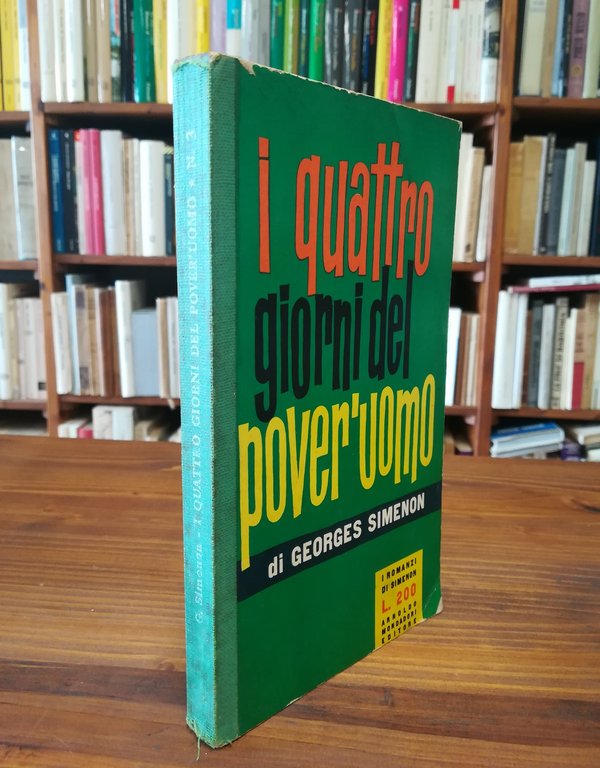 G. Simenon - I QUATTRO GIORNI DEL POVER'UOMO * N. 3
i quattro
giorni del
pover'uomo
di GEORGES SIMENON
I ROMANZI
DI SIMENON
L. 200
ARNOLDO
MONDADORI
EDITORE